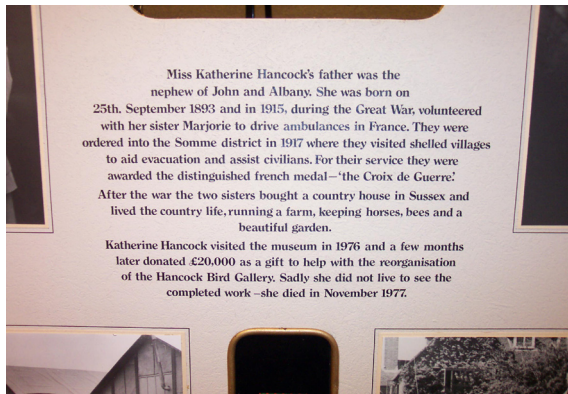 Miss Katherine Hancock's father was the
nephew of John and Albany. She was born on
25th. September 1893 and in 1915, during the Great War, volunteered
with her sister Marjorie to drive ambulances in France. They were
ordered into the Somme district in 1917 where they visited shelled villages
to aid evacuation and assist civilians. For their service they were
awarded the distinguished french medal—'the Croix de Guerre.'
After the war the two sisters bought a country house in Sussex and
lived the country life, running a farm, keeping horses, bees and a
beautiful garden.
Katherine Hancock visited the museum in 1976 and a few months
later donated £20,000 as a gift to help with the reorganisation
of the Hancock Bird Gallery. Sadly she did not live to see the
completed work—she died in November 1977.